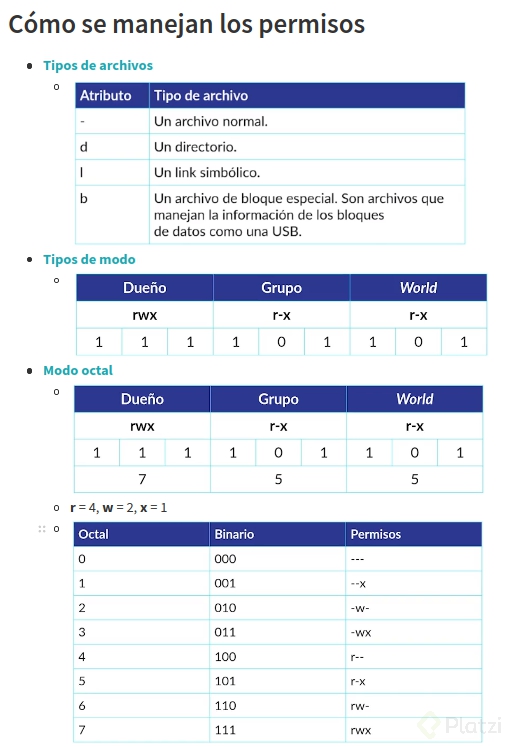 Cómo se manejan los permisos
Tipos de archivos
Atributo Tipo de archivo
- Un archivo normal.
d Un directorio.
l Un link simbólico.
b Un archivo de bloque especial. Son archivos que
manejan la información de los bloques
de datos como una USB.
Tipos de modo
Dueño Grupo World
rwx r-x r-x
1 1 1 1 0 1 1 0 1
Modo octal
Dueño Grupo World
rwx r-x r-x
1 1 1 1 0 1 1 0 1
7 5 5
r = 4, w = 2, x = 1
Octal Binario Permisos
0 000 ---
1 001 --x
2 010 -w-
3 011 -wx
4 100 r--
5 101 r-x
6 110 rw-
7 111 rwx
Platzi